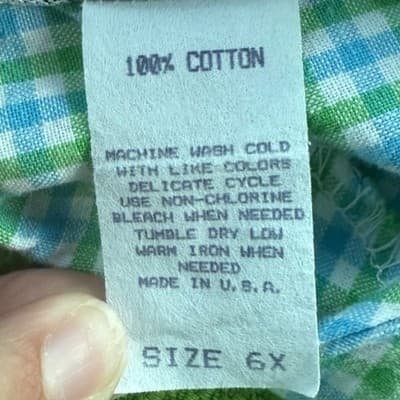 100% COTTON
MACHINE WASH COLD
WITH LIKE COLORS
DELICATE CYCLE
USE NON-CHLORINE
BLEACH WHEN NEEDED
TUMBLE DRY LOW
WARM IRON WHEN
NEEDED
MADE IN U.S.A.
SIZE 6X